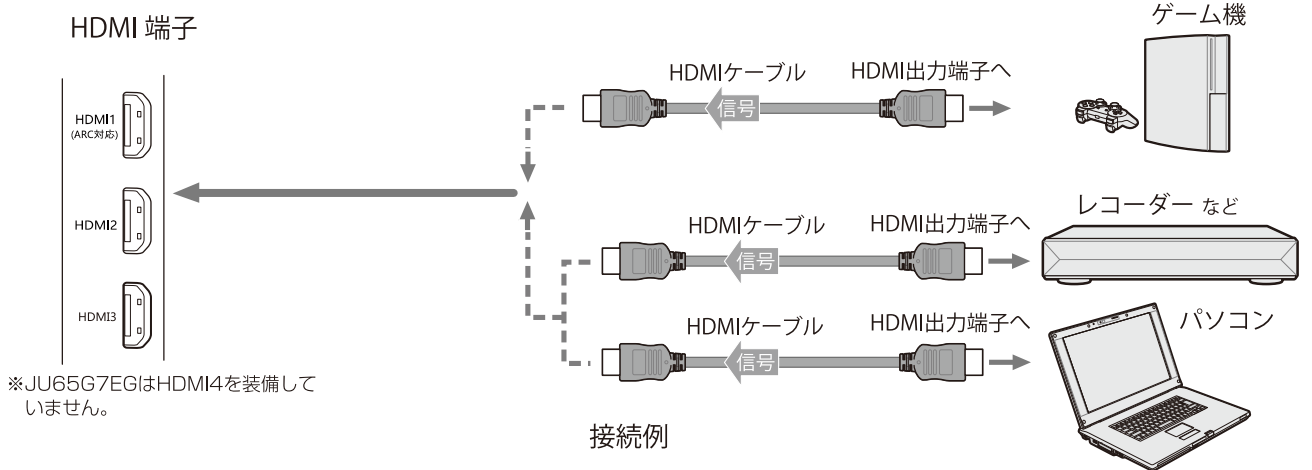 HDMI 端子
HDMI1
(ARC対応)
HDMI2
HDMI3
※JU65G7EGはHDMI4を装備して
いません。
ゲーム機
HDMIケーブル
HDMI出力端子へ
信号
レコーダー など
HDMIケーブル
HDMI出力端子へ
信号
パソコン
HDMIケーブル
HDMI出力端子へ
信号
接続例